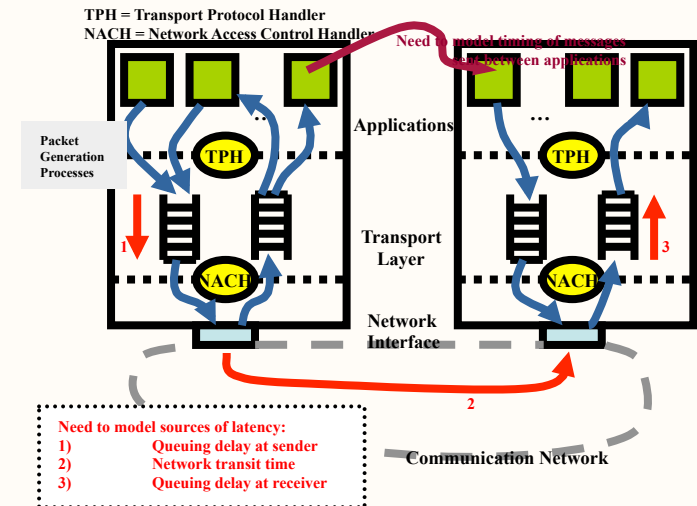 TPH = Transport Protocol Handler
NACH = Network Access Control Handler
Need to model timing of messages
sent between applications
...
...
Applications
Packet
Generation
Processes
TPH
TPH
1
3
Transport
Layer
NACH
NACH
Network
Interface
2
Need to model sources of latency:
1) Queuing delay at sender
2) Network transit time
3) Queuing delay at receiver
Communication Network